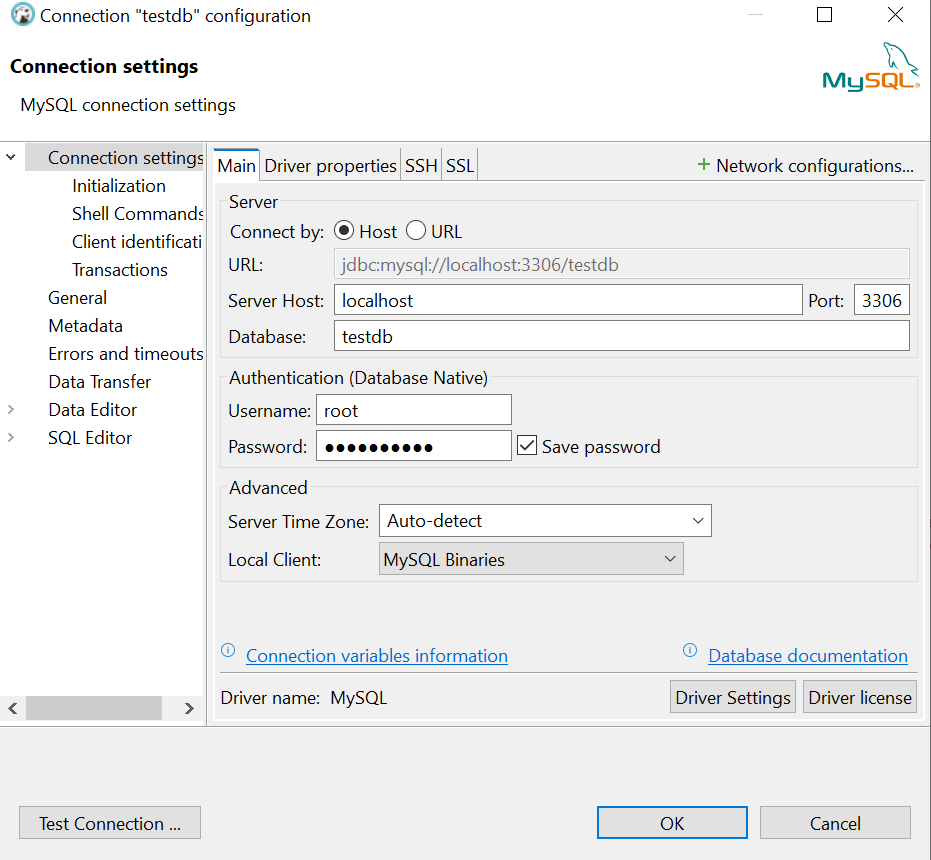 Connection "testdb" configuration
Connection settings
MySQL connection settings
MySQL®
Connection settings
Initialization
Shell Commands
Client identificati
Transactions
General
Metadata
Errors and timeouts
Data Transfer
Data Editor
SQL Editor
Main Driver properties SSH SSL + Network configurations...
Server
Connect by: Host URL
URL: jdbc:mysql://localhost:3306/testdb
Server Host: localhost Port: 3306
Database: testdb
Authentication (Database Native)
Username: root
Password: ●●●●●●●●●● Save password
Advanced
Server Time Zone: Auto-detect
Local Client: MySQL Binaries
Connection variables information Database documentation
Driver name: MySQL Driver Settings Driver license
Test Connection ... OK Cancel